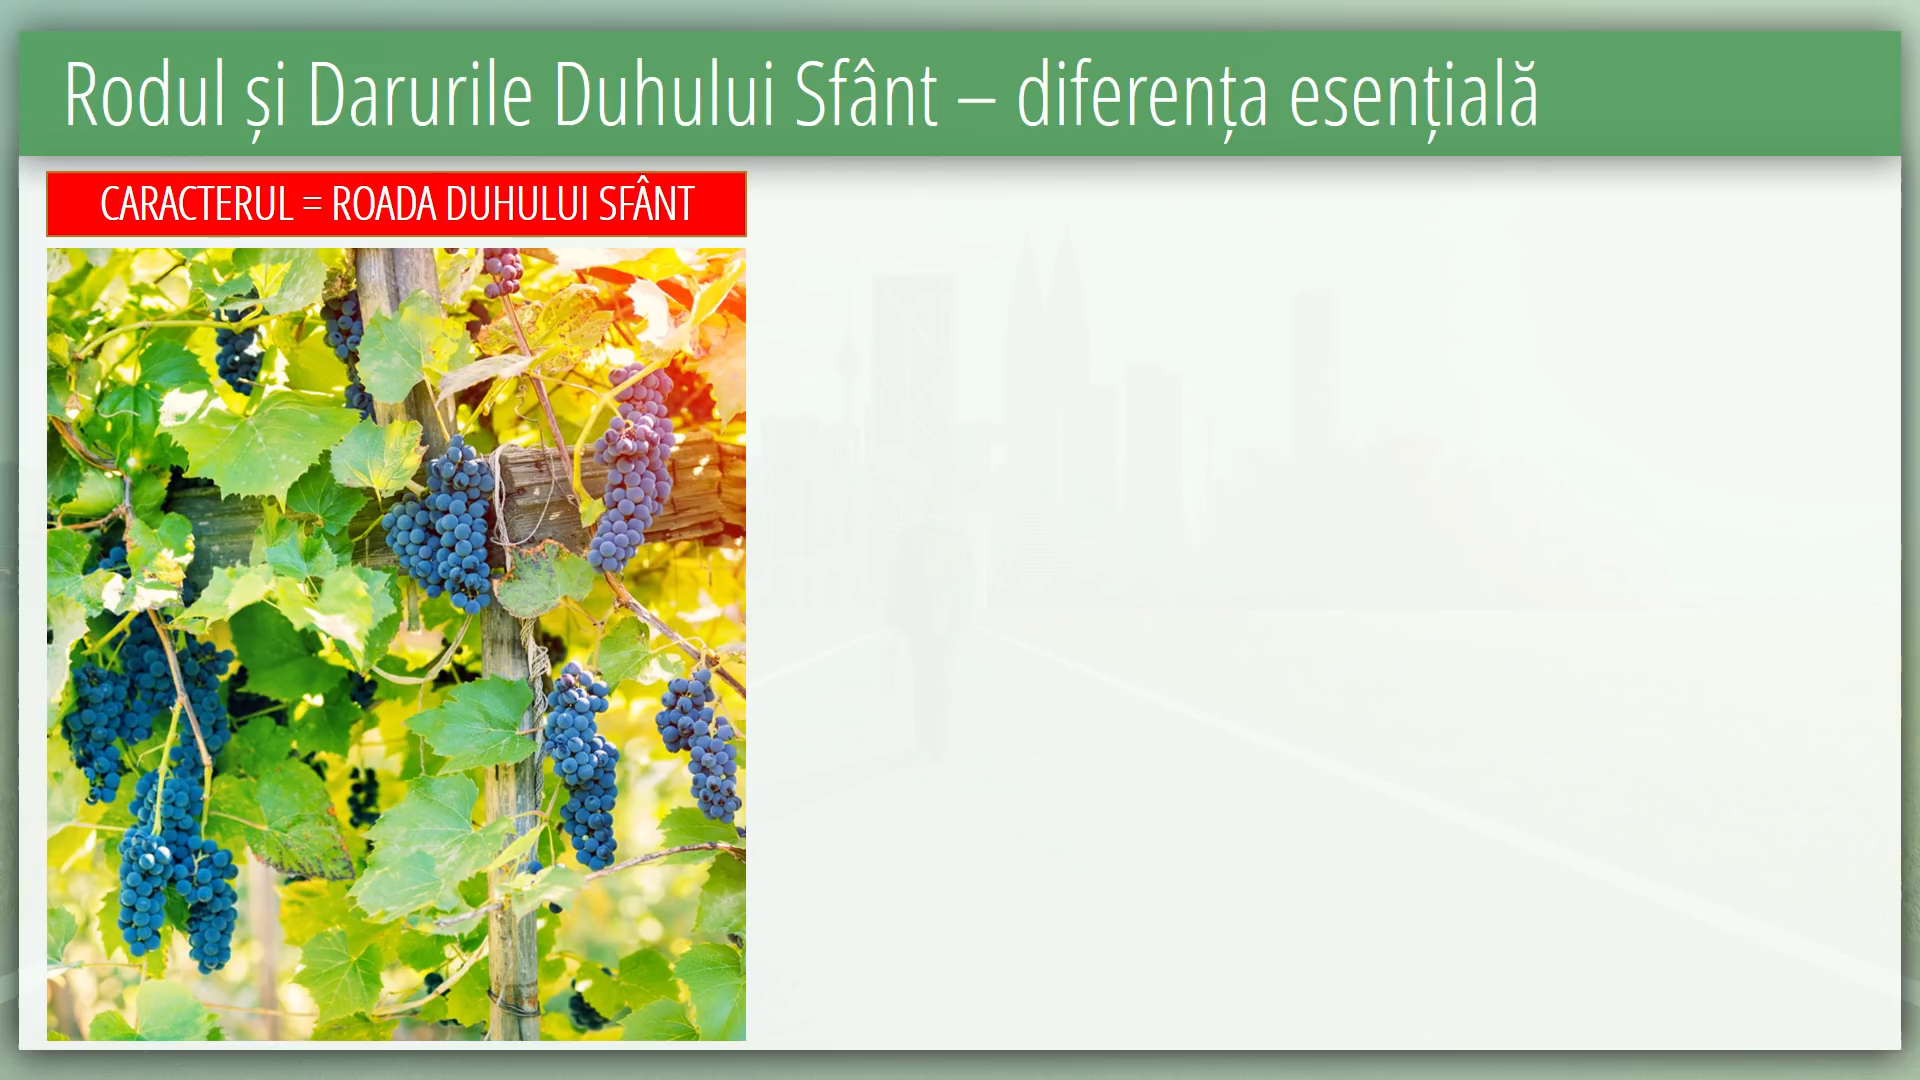 Rodul și Darurile Duhului Sfânt – diferența esențială
CARACTERUL = ROADA DUHULUI SFÂNT